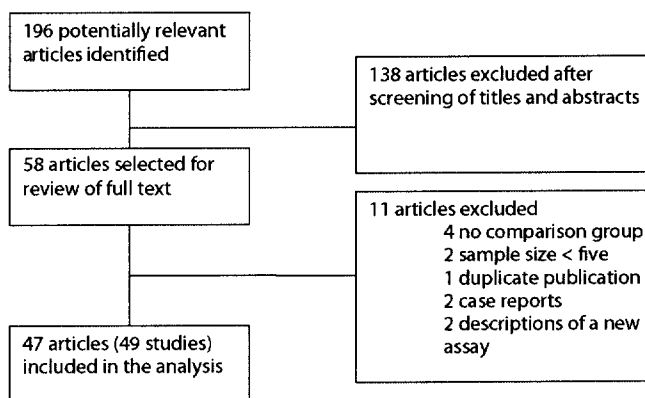 196 potentially relevant
articles identified
138 articles excluded after
screening of titles and abstracts
58 articles selected for
review of full text
11 articles excluded
4 no comparison group
2 sample size < five
1 duplicate publication
2 case reports
2 descriptions of a new
assay
47 articles (49 studies)
included in the analysis